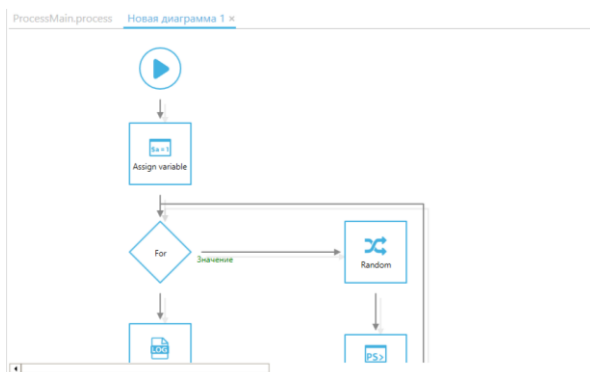 ProcessMain.process Новая диаграмма 1 ×
$a = 1
Assign variable
For
Значение
Random
LOG
PS>